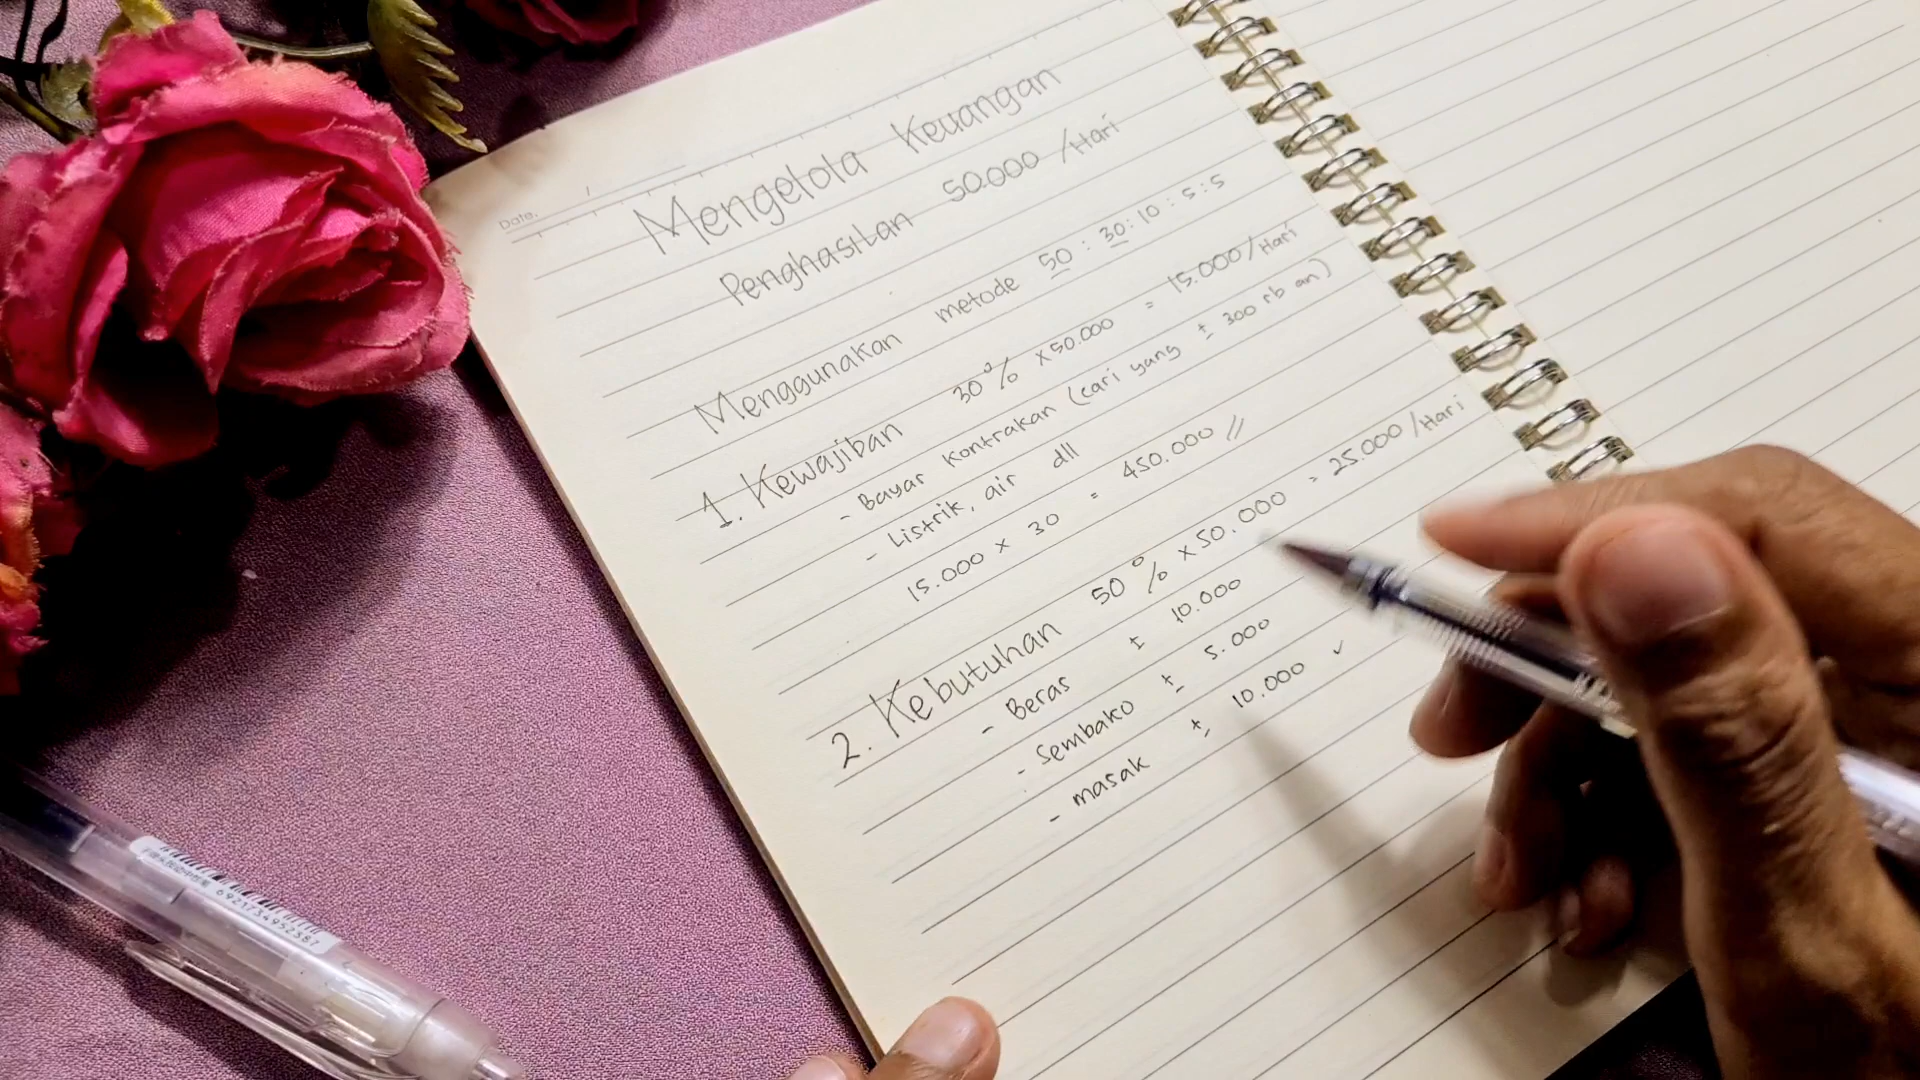 Date.
Mengelola Keuangan
Penghasilan 50.000 /Hari
Menggunakan metode 50 : 30 : 10 : 5 : 5
1. Kewajiban 30% x 50.000 = 15.000/Hari
- Bayar Kontrakan (cari yang ± 300 rb an)
- Listrik, air dll
15.000 x 30 = 450.000 //
2. Kebutuhan 50% x 50.000 = 25.000/Hari
- Beras ± 10.000
- Sembako ± 5.000
- masak ± 10.000 ✓
6921734952387